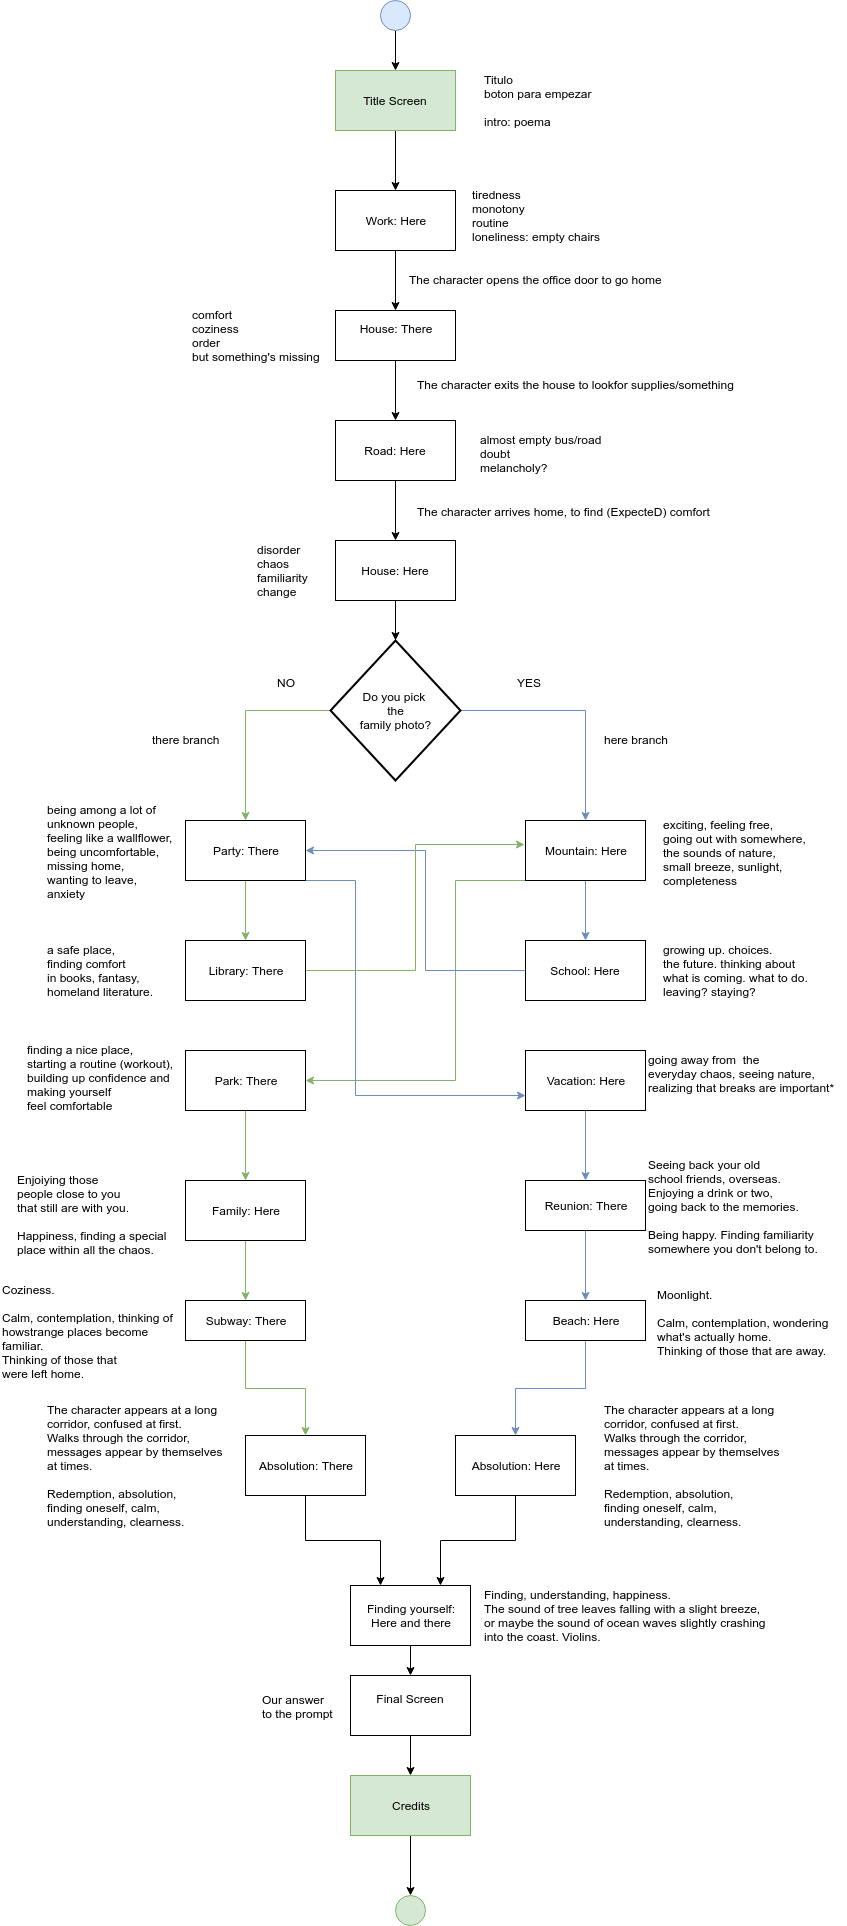 Title Screen
Titulo
boton para empezar
intro: poema
Work: Here
tiredness
monotony
routine
loneliness: empty chairs
The character opens the office door to go home
comfort
coziness
order
but something's missing
House: There
The character exits the house to lookfor supplies/something
Road: Here
almost empty bus/road
doubt
melancholy?
The character arrives home, to find (ExpecteD) comfort
disorder
chaos
familiarity
change
House: Here
NO
Do you pick
the
family photo?
YES
there branch
here branch
being among a lot of
unknown people,
feeling like a wallflower,
being uncomfortable,
missing home,
wanting to leave,
anxiety
Party: There
Mountain: Here
exciting, feeling free,
going out with somewhere,
the sounds of nature,
small breeze, sunlight,
completeness
a safe place,
finding comfort
in books, fantasy,
homeland literature.
Library: There
School: Here
growing up. choices.
the future. thinking about
what is coming. what to do.
leaving? staying?
finding a nice place,
starting a routine (workout),
building up confidence and
making yourself
feel comfortable
Park: There
Vacation: Here
going away from  the
everyday chaos, seeing nature,
realizing that breaks are important*
Enjoiying those
people close to you
that still are with you.
Happiness, finding a special
place within all the chaos.
Family: Here
Reunion: There
Seeing back your old
school friends, overseas.
Enjoying a drink or two,
going back to the memories.
Being happy. Finding familiarity
somewhere you don't belong to.
Coziness.
Calm, contemplation, thinking of
howstrange places become
familiar.
Thinking of those that
were left home.
Subway: There
Beach: Here
Moonlight.
Calm, contemplation, wondering
what's actually home.
Thinking of those that are away.
The character appears at a long
corridor, confused at first.
Walks through the corridor,
messages appear by themselves
at times.
Redemption, absolution,
finding oneself, calm,
understanding, clearness.
Absolution: There
Absolution: Here
The character appears at a long
corridor, confused at first.
Walks through the corridor,
messages appear by themselves
at times.
Redemption, absolution,
finding oneself, calm,
understanding, clearness.
Finding yourself:
Here and there
Finding, understanding, happiness.
The sound of tree leaves falling with a slight breeze,
or maybe the sound of ocean waves slightly crashing
into the coast. Violins.
Our answer
to the prompt
Final Screen
Credits